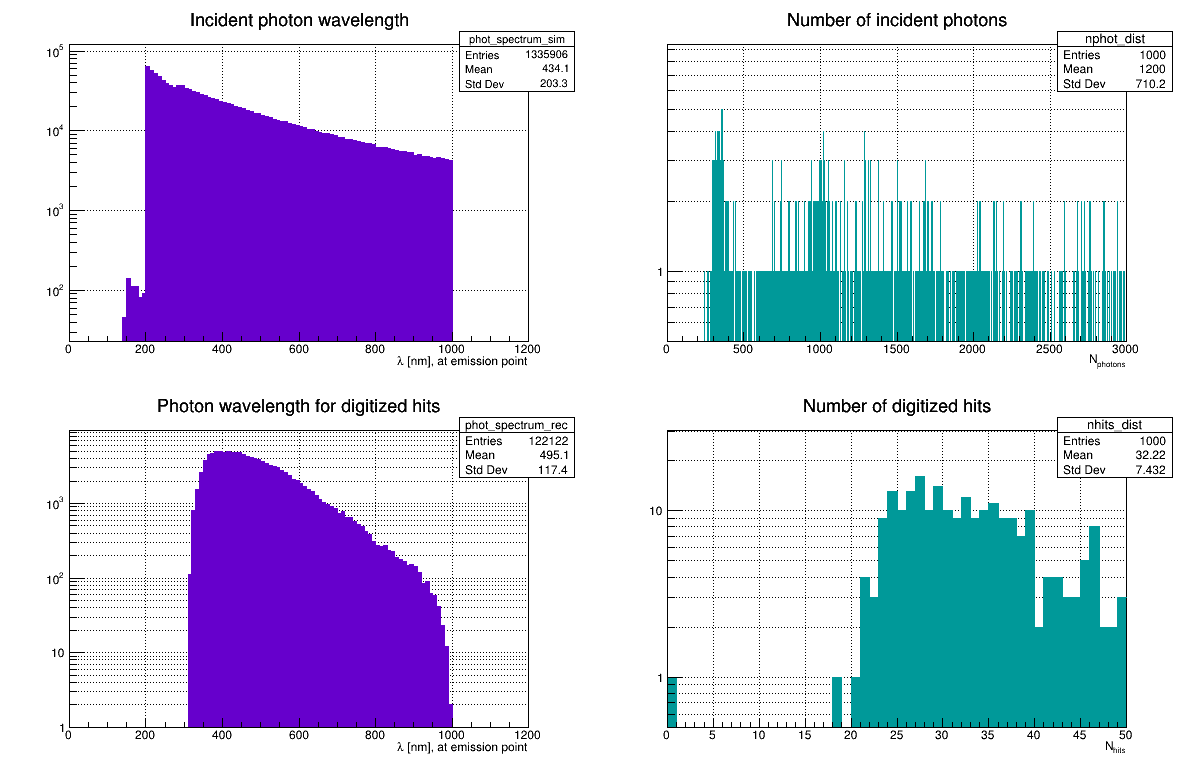 Incident photon wavelength
phot_spectrum_sim
Entries 1335906
Mean 434.1
Std Dev 203.3
10^5
10^4
10^3
10^2
0 200 400 600 800 1000 1200
λ [nm], at emission point
Number of incident photons
nphot_dist
Entries 1000
Mean 1200
Std Dev 710.2
1
0 500 1000 1500 2000 2500 3000
N_photons
Photon wavelength for digitized hits
phot_spectrum_rec
Entries 122122
Mean 495.1
Std Dev 117.4
10^3
10^2
10
1
0 200 400 600 800 1000 1200
λ [nm], at emission point
Number of digitized hits
nhits_dist
Entries 1000
Mean 32.22
Std Dev 7.432
10
1
0 5 10 15 20 25 30 35 40 45 50
N_hits